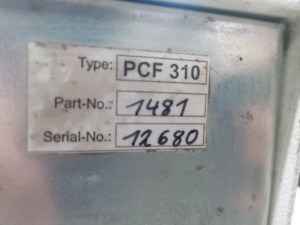 Type: PCF 310
Part-No.: 1481
Serial-No.: 12680